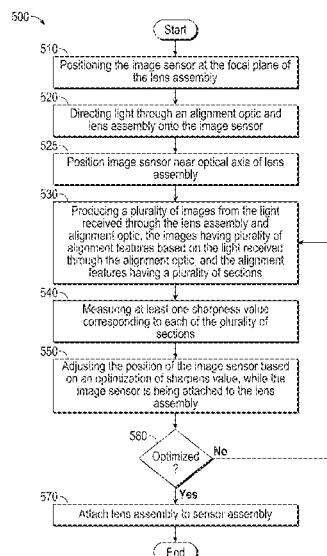 500
Start
510
Positioning the image sensor at the focal plane of
the lens assembly
520
Directing light through an alignment optic and
lens assembly onto the image sensor
525
Position image sensor near optical axis of lens
assembly
530
Producing a plurality of images from the light
received through the lens assembly and
alignment optic, the images having plurality of
alignment features based on the light received
through the alignment optic, and the alignment
features having a plurality of sections
540
Measuring at least one sharpness value
corresponding to each of the plurality of
sections
550
Adjusting the position of the image sensor based
on an optimization of sharpens value, while the
image sensor is being attached to the lens
assembly
560
Optimized
?
No
Yes
570
Attach lens assembly to sensor assembly
End